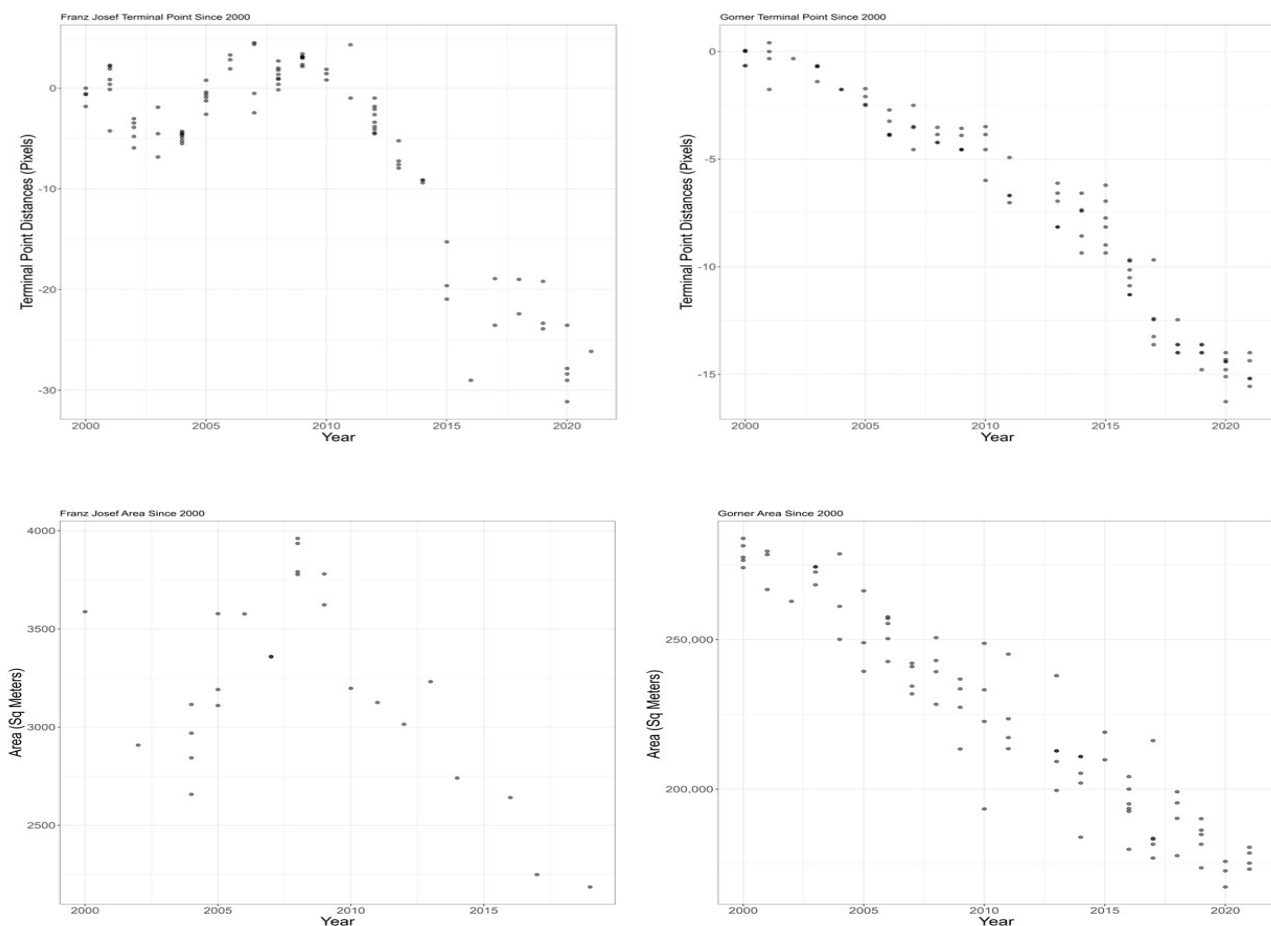 Franz Josef Terminal Point Since 2000
Terminal Point Distances (Pixels)
0
-10
-20
-30
2000 2005 2010 2015 2020
Year
Gorner Terminal Point Since 2000
Terminal Point Distances (Pixels)
0
-5
-10
-15
2000 2005 2010 2015 2020
Year
Franz Josef Area Since 2000
Area (Sq Meters)
4000
3500
3000
2500
2000 2005 2010 2015
Year
Gorner Area Since 2000
Area (Sq Meters)
250,000
200,000
2000 2005 2010 2015 2020
Year